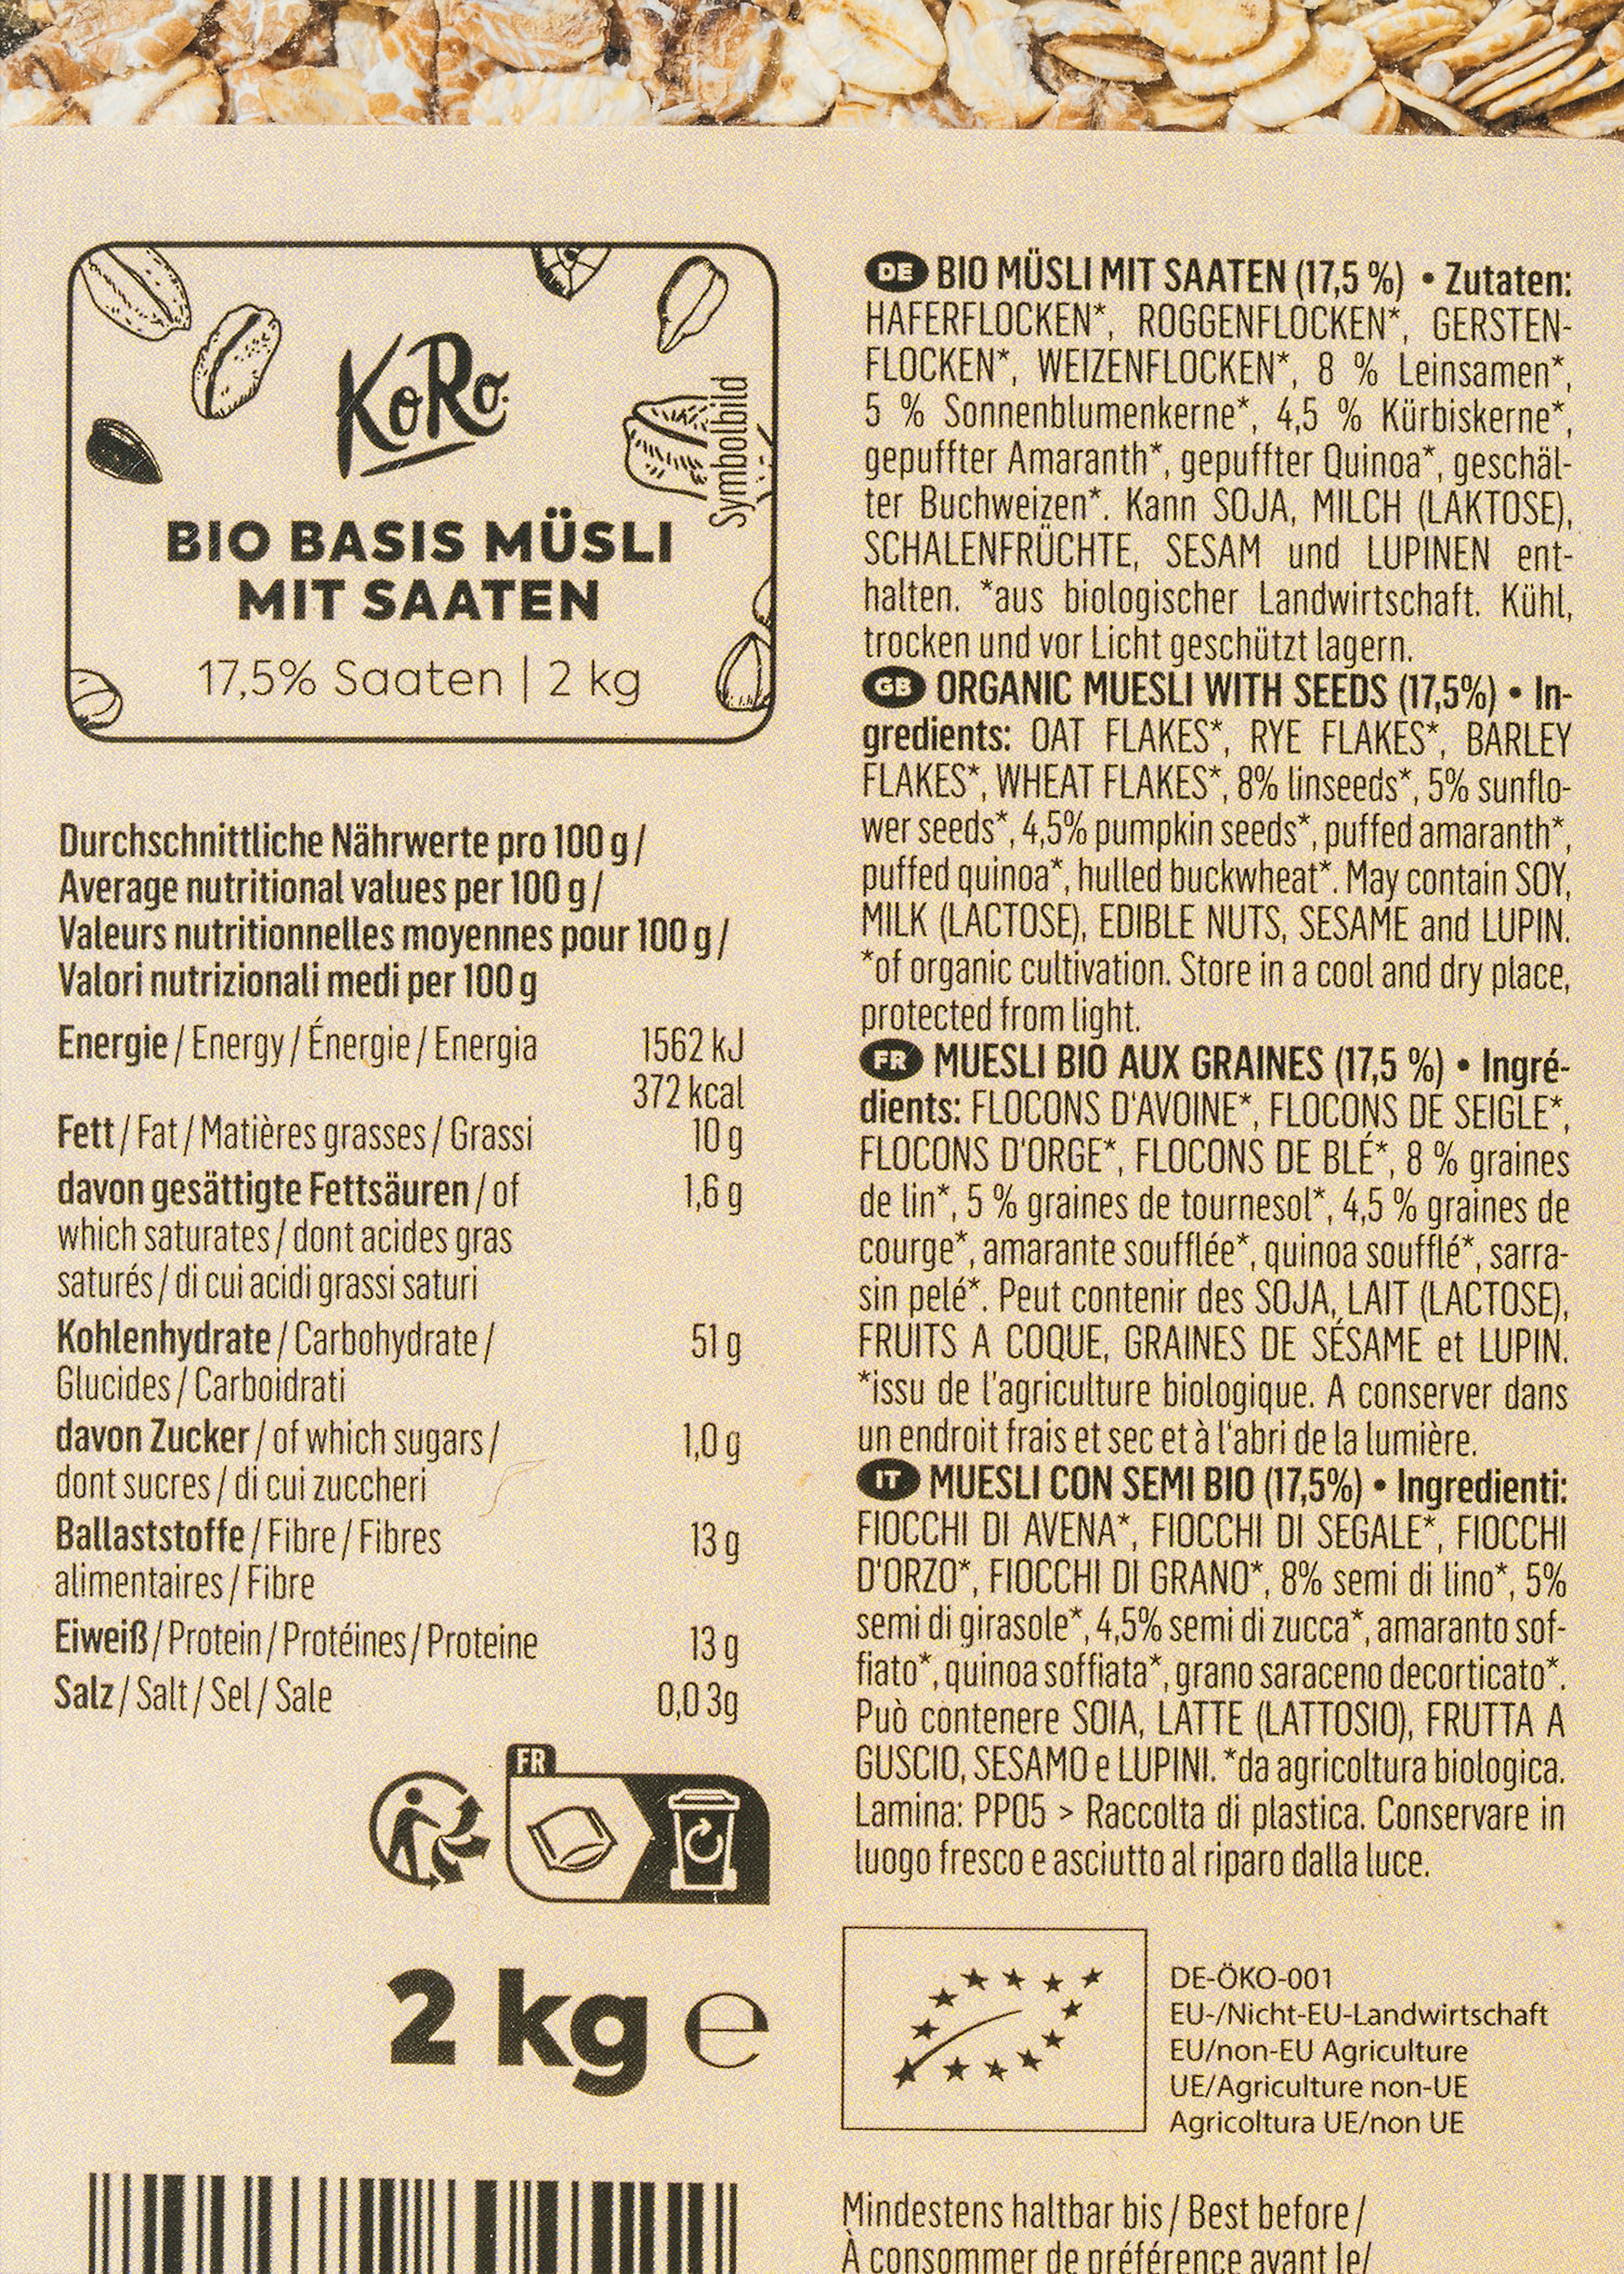 KoRo
Symbolbild
BIO BASIS MÜSLI
MIT SAATEN
17,5% Saaten | 2 kg
Durchschnittliche Nährwerte pro 100 g /
Average nutritional values per 100 g /
Valeurs nutritionnelles moyennes pour 100 g /
Valori nutrizionali medi per 100 g
Energie / Energy / Énergie / Energia 1562 kJ
372 kcal
Fett / Fat / Matières grasses / Grassi 10 g
davon gesättigte Fettsäuren / of 1,6 g
which saturates / dont acides gras
saturés / di cui acidi grassi saturi
Kohlenhydrate / Carbohydrate / 51 g
Glucides / Carboidrati
davon Zucker / of which sugars / 1,0 g
dont sucres / di cui zuccheri
Ballaststoffe / Fibre / Fibres 13 g
alimentaires / Fibre
Eiweiß / Protein / Protéines / Proteine 13 g
Salz / Salt / Sel / Sale 0,03g
FR
2 kg e
DE BIO MÜSLI MIT SAATEN (17,5 %) • Zutaten:
HAFERFLOCKEN*, ROGGENFLOCKEN*, GERSTEN-
FLOCKEN*, WEIZENFLOCKEN*, 8 % Leinsamen*,
5 % Sonnenblumenkerne*, 4,5 % Kürbiskerne*,
gepuffter Amaranth*, gepuffter Quinoa*, geschäl-
ter Buchweizen*. Kann SOJA, MILCH (LAKTOSE),
SCHALENFRÜCHTE, SESAM und LUPINEN ent-
halten. *aus biologischer Landwirtschaft. Kühl,
trocken und vor Licht geschützt lagern.
GB ORGANIC MUESLI WITH SEEDS (17,5%) • In-
gredients: OAT FLAKES*, RYE FLAKES*, BARLEY
FLAKES*, WHEAT FLAKES*, 8% linseeds*, 5% sunflo-
wer seeds*, 4,5% pumpkin seeds*, puffed amaranth*,
puffed quinoa*, hulled buckwheat*. May contain SOY,
MILK (LACTOSE), EDIBLE NUTS, SESAME and LUPIN.
*of organic cultivation. Store in a cool and dry place,
protected from light.
FR MUESLI BIO AUX GRAINES (17,5 %) • Ingré-
dients: FLOCONS D'AVOINE*, FLOCONS DE SEIGLE*,
FLOCONS D'ORGE*, FLOCONS DE BLÉ*, 8 % graines
de lin*, 5 % graines de tournesol*, 4,5 % graines de
courge*, amarante soufflée*, quinoa soufflé*, sarra-
sin pelé*. Peut contenir des SOJA, LAIT (LACTOSE),
FRUITS A COQUE, GRAINES DE SÉSAME et LUPIN.
*issu de l'agriculture biologique. A conserver dans
un endroit frais et sec et à l'abri de la lumière.
IT MUESLI CON SEMI BIO (17,5%) • Ingredienti:
FIOCCHI DI AVENA*, FIOCCHI DI SEGALE*, FIOCCHI
D'ORZO*, FIOCCHI DI GRANO*, 8% semi di lino*, 5%
semi di girasole*, 4,5% semi di zucca*, amaranto sof-
fiato*, quinoa soffiata*, grano saraceno decorticato*.
Può contenere SOIA, LATTE (LATTOSIO), FRUTTA A
GUSCIO, SESAMO e LUPINI. *da agricoltura biologica.
Lamina: PP05 > Raccolta di plastica. Conservare in
luogo fresco e asciutto al riparo dalla luce.
DE-ÖKO-001
EU-/Nicht-EU-Landwirtschaft
EU/non-EU Agriculture
UE/Agriculture non-UE
Agricoltura UE/non UE
Mindestens haltbar bis / Best before /
À consommer de préférence avant le/